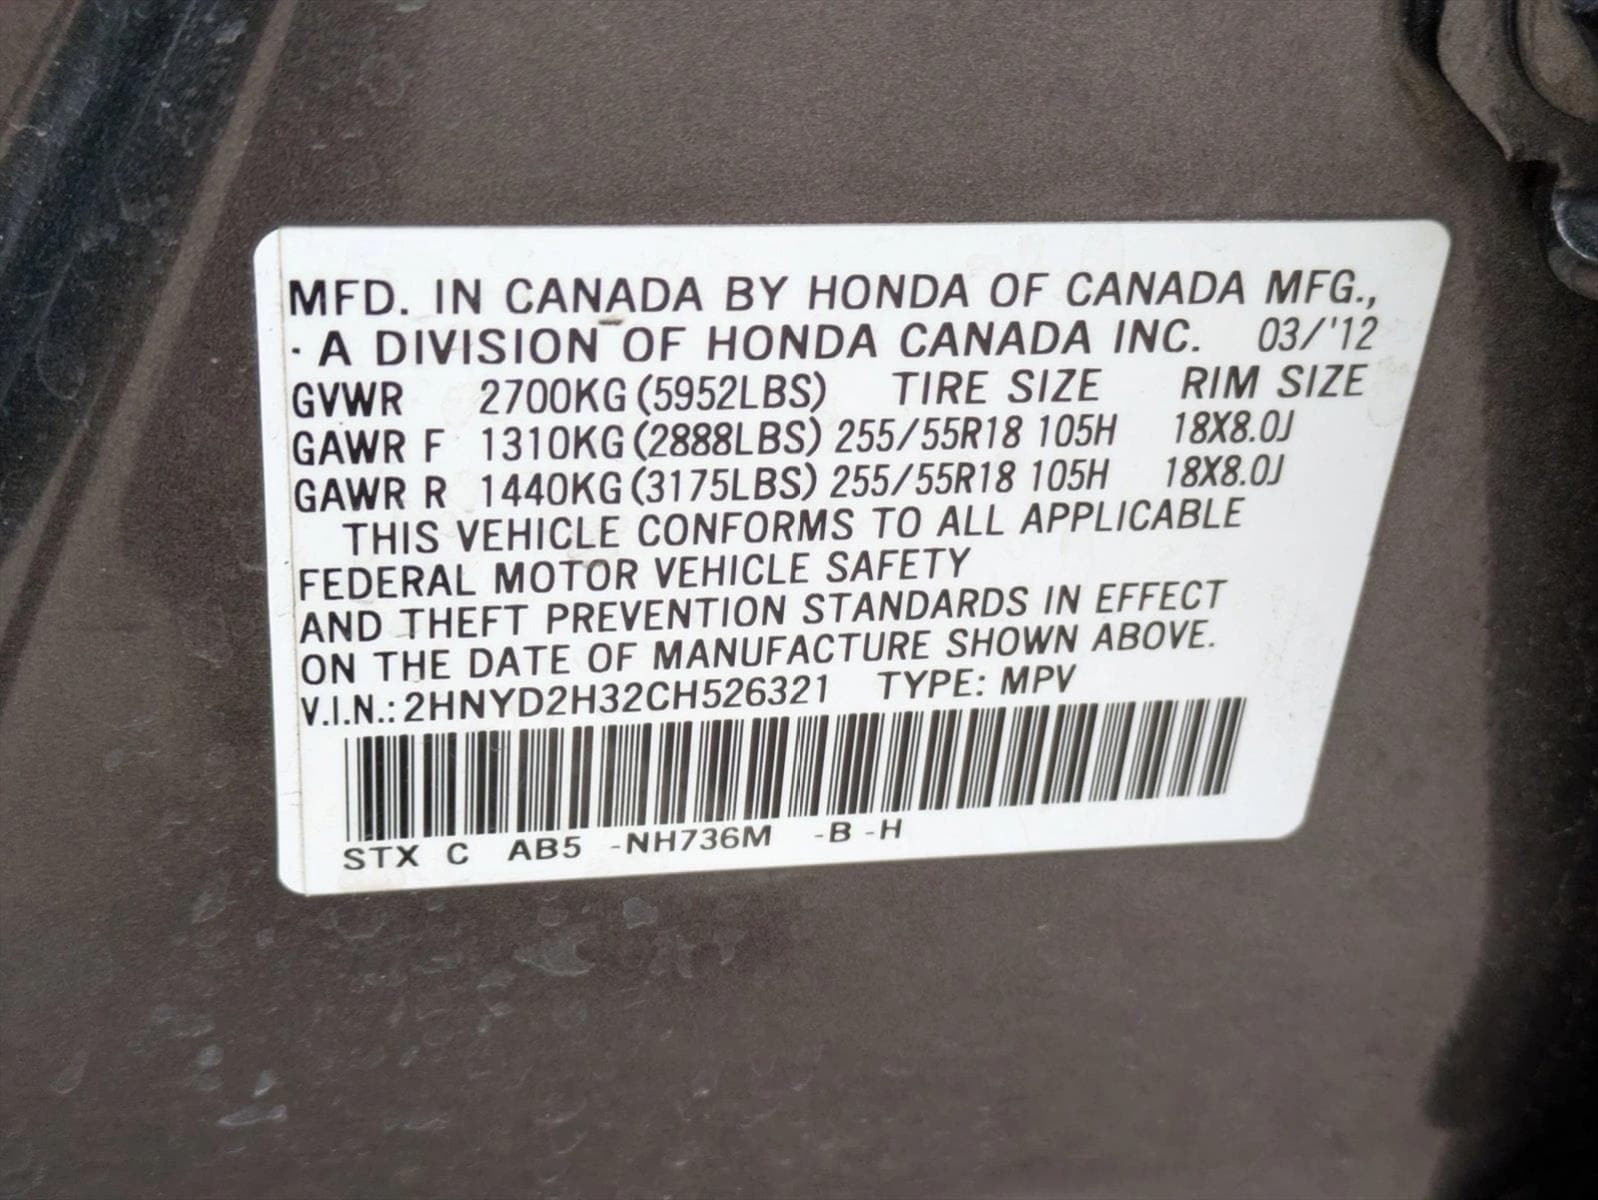 MFD. IN CANADA BY HONDA OF CANADA MFG.,
A DIVISION OF HONDA CANADA INC. 03/'12
GVWR 2700KG (5952LBS) TIRE SIZE RIM SIZE
GAWR F 1310KG (2888LBS) 255/55R18 105H 18X8.0J
GAWR R 1440KG (3175LBS) 255/55R18 105H 18X8.0J
THIS VEHICLE CONFORMS TO ALL APPLICABLE
FEDERAL MOTOR VEHICLE SAFETY
AND THEFT PREVENTION STANDARDS IN EFFECT
ON THE DATE OF MANUFACTURE SHOWN ABOVE.
V.I.N.: 2HNYD2H32CH526321 TYPE: MPV
STX C AB5 -NH736M -B -H